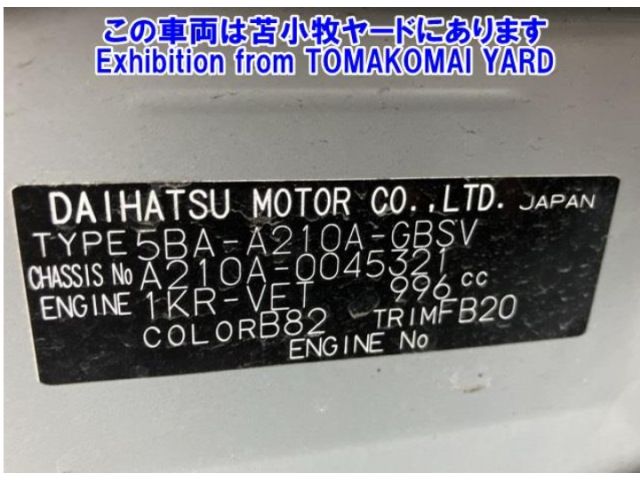 この車両は苫小牧ヤードにあります
Exhibition from TOMAKOMAI YARD
DAIHATSU MOTOR CO.,LTD. JAPAN
TYPE 5BA-A210A-GBSV
CHASSIS No A210A-0045321
ENGINE 1KR-VET 996 cc
COLOR B82 TRIM FB20
ENGINE No